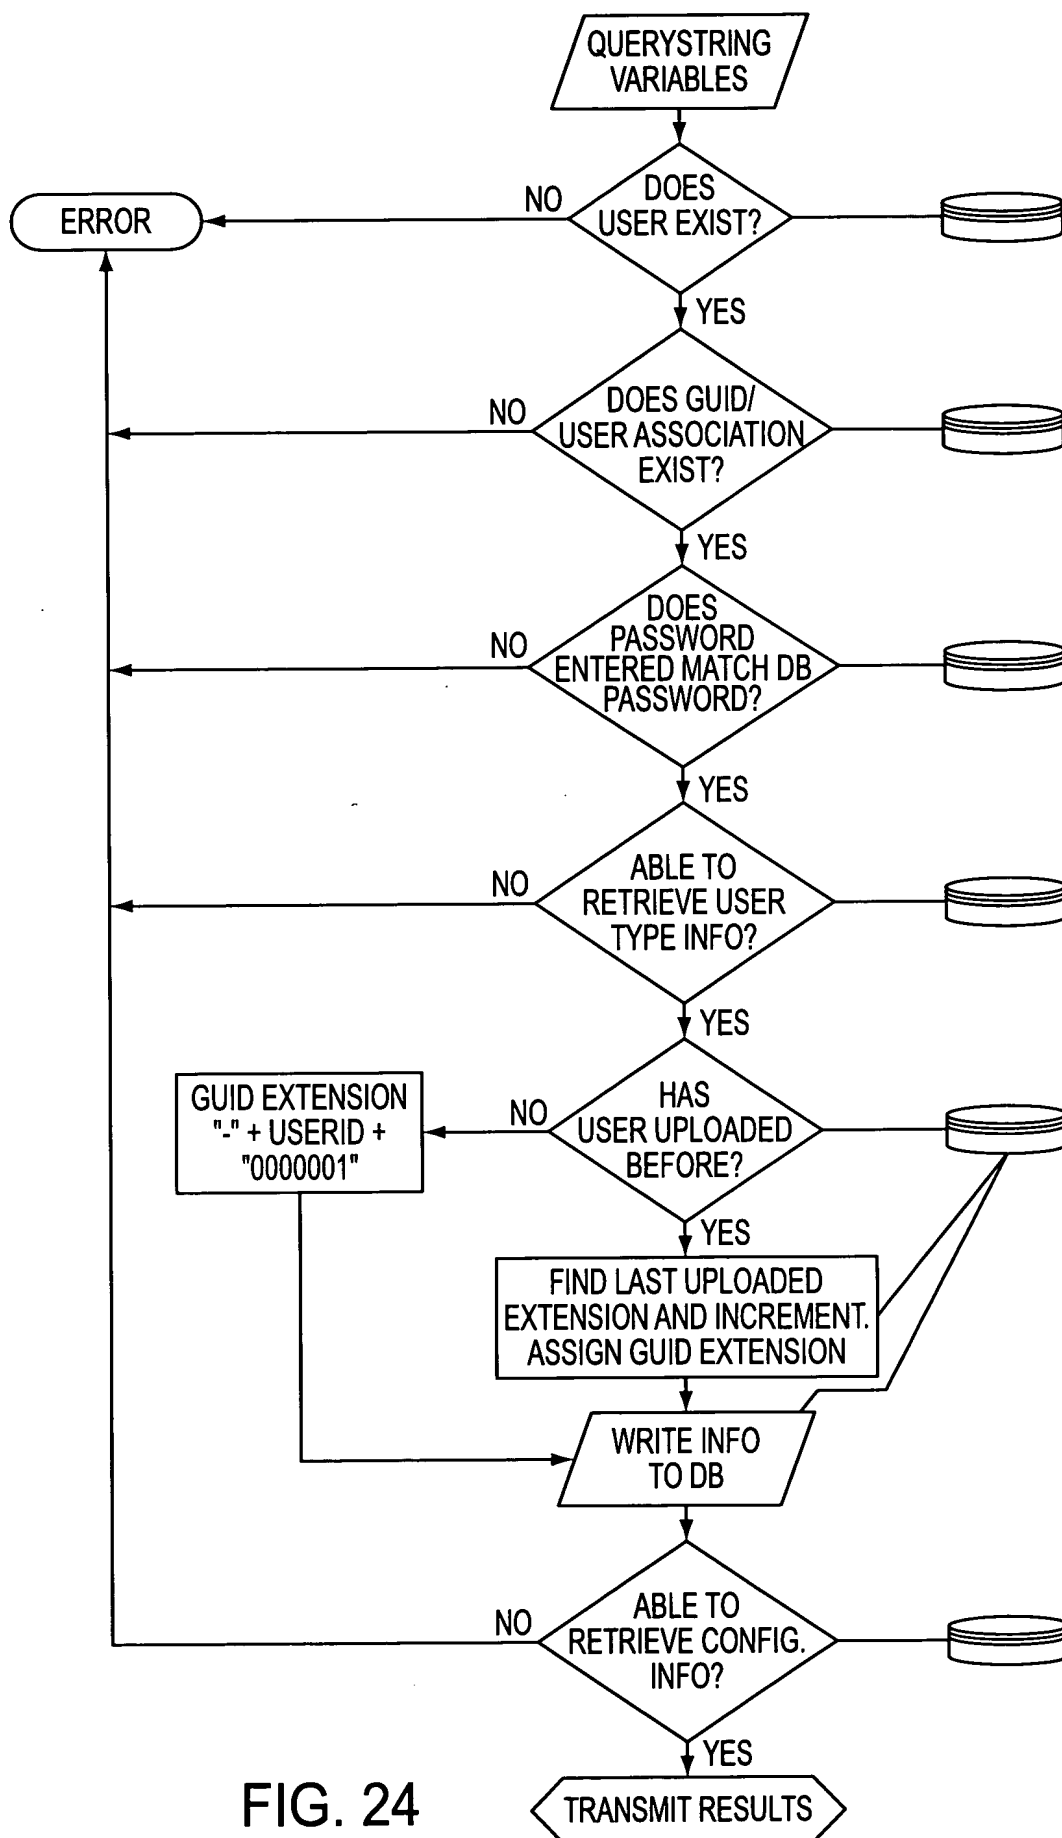 QUERYSTRING
VARIABLES
DOES
USER EXIST?
NO
ERROR
YES
DOES GUID/
USER ASSOCIATION
EXIST?
NO
YES
DOES
PASSWORD
ENTERED MATCH DB
PASSWORD?
NO
YES
ABLE TO
RETRIEVE USER
TYPE INFO?
NO
YES
HAS
USER UPLOADED
BEFORE?
NO
GUID EXTENSION
"-" + USERID +
"0000001"
YES
FIND LAST UPLOADED
EXTENSION AND INCREMENT.
ASSIGN GUID EXTENSION
WRITE INFO
TO DB
ABLE TO
RETRIEVE CONFIG.
INFO?
NO
YES
TRANSMIT RESULTS
FIG. 24